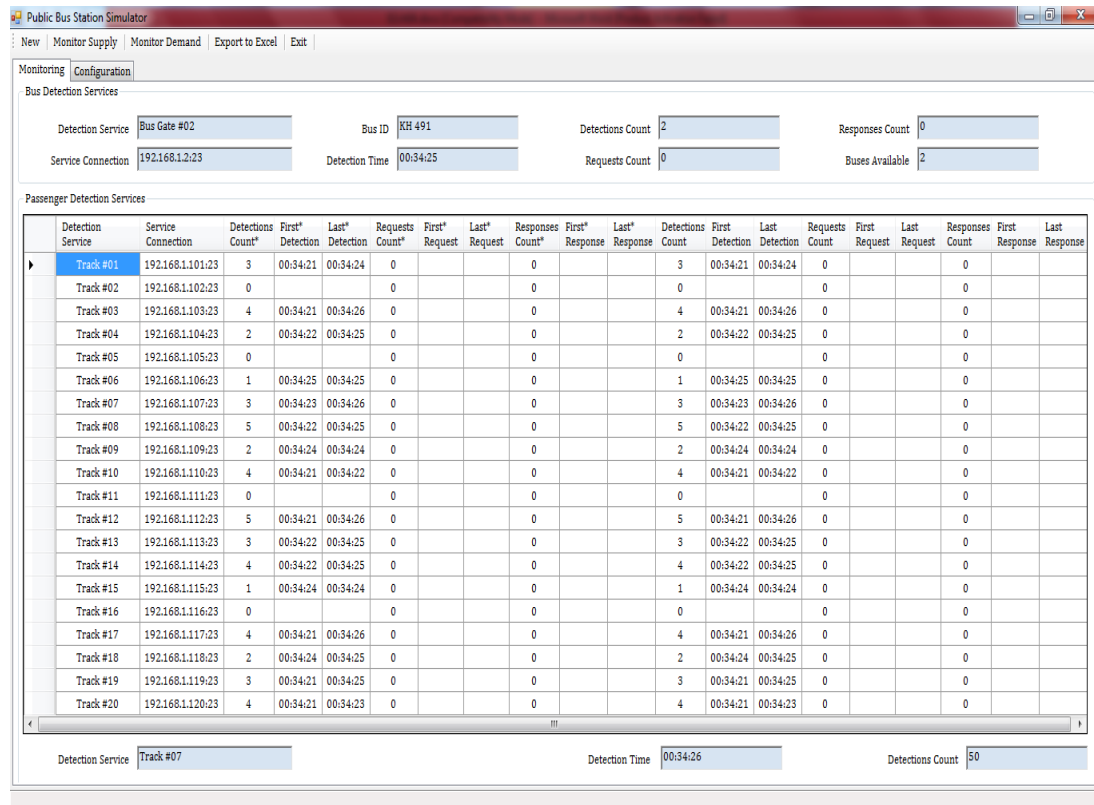 Public Bus Station Simulator
New Monitor Supply Monitor Demand Export to Excel Exit
Monitoring Configuration
Bus Detection Services
Detection Service Bus Gate #02 Bus ID KH 491 Detections Count 2 Responses Count 0
Service Connection 192.168.1.2:23 Detection Time 00:34:25 Requests Count 0 Buses Available 2
Passenger Detection Services
Detection Service Detections First* Last* Requests First* Last* Responses First* Last* Detections First Last Requests First Last Responses First Last
Service Connection Count* Detection Detection Count* Request Request Count* Response Response Count Detection Detection Count Request Request Count Response Response
Track #01 192.168.1.101:23 3 00:34:21 00:34:24 0 0 3 00:34:21 00:34:24 0 0
Track #02 192.168.1.102:23 0 0 0 0 0 0
Track #03 192.168.1.103:23 4 00:34:21 00:34:26 0 0 4 00:34:21 00:34:26 0 0
Track #04 192.168.1.104:23 2 00:34:22 00:34:25 0 0 2 00:34:22 00:34:25 0 0
Track #05 192.168.1.105:23 0 0 0 0 0 0
Track #06 192.168.1.106:23 1 00:34:25 00:34:25 0 0 1 00:34:25 00:34:25 0 0
Track #07 192.168.1.107:23 3 00:34:23 00:34:26 0 0 3 00:34:23 00:34:26 0 0
Track #08 192.168.1.108:23 5 00:34:22 00:34:25 0 0 5 00:34:22 00:34:25 0 0
Track #09 192.168.1.109:23 2 00:34:24 00:34:24 0 0 2 00:34:24 00:34:24 0 0
Track #10 192.168.1.110:23 4 00:34:21 00:34:22 0 0 4 00:34:21 00:34:22 0 0
Track #11 192.168.1.111:23 0 0 0 0 0 0
Track #12 192.168.1.112:23 5 00:34:21 00:34:26 0 0 5 00:34:21 00:34:26 0 0
Track #13 192.168.1.113:23 3 00:34:22 00:34:25 0 0 3 00:34:22 00:34:25 0 0
Track #14 192.168.1.114:23 4 00:34:22 00:34:25 0 0 4 00:34:22 00:34:25 0 0
Track #15 192.168.1.115:23 1 00:34:24 00:34:24 0 0 1 00:34:24 00:34:24 0 0
Track #16 192.168.1.116:23 0 0 0 0 0 0
Track #17 192.168.1.117:23 4 00:34:21 00:34:26 0 0 4 00:34:21 00:34:26 0 0
Track #18 192.168.1.118:23 2 00:34:24 00:34:25 0 0 2 00:34:24 00:34:25 0 0
Track #19 192.168.1.119:23 3 00:34:21 00:34:25 0 0 3 00:34:21 00:34:25 0 0
Track #20 192.168.1.120:23 4 00:34:21 00:34:23 0 0 4 00:34:21 00:34:23 0 0
Detection Service Track #07 Detection Time 00:34:26 Detections Count 50